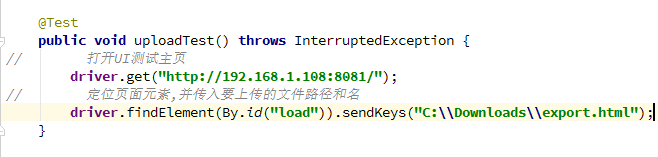 @Test
public void uploadTest() throws InterruptedException {
// 打开UI测试主页
driver.get("http://192.168.1.108:8081/");
// 定位页面元素,并传入要上传的文件路径和名
driver.findElement(By.id("load")).sendKeys("C:\\Downloads\\export.html");
}